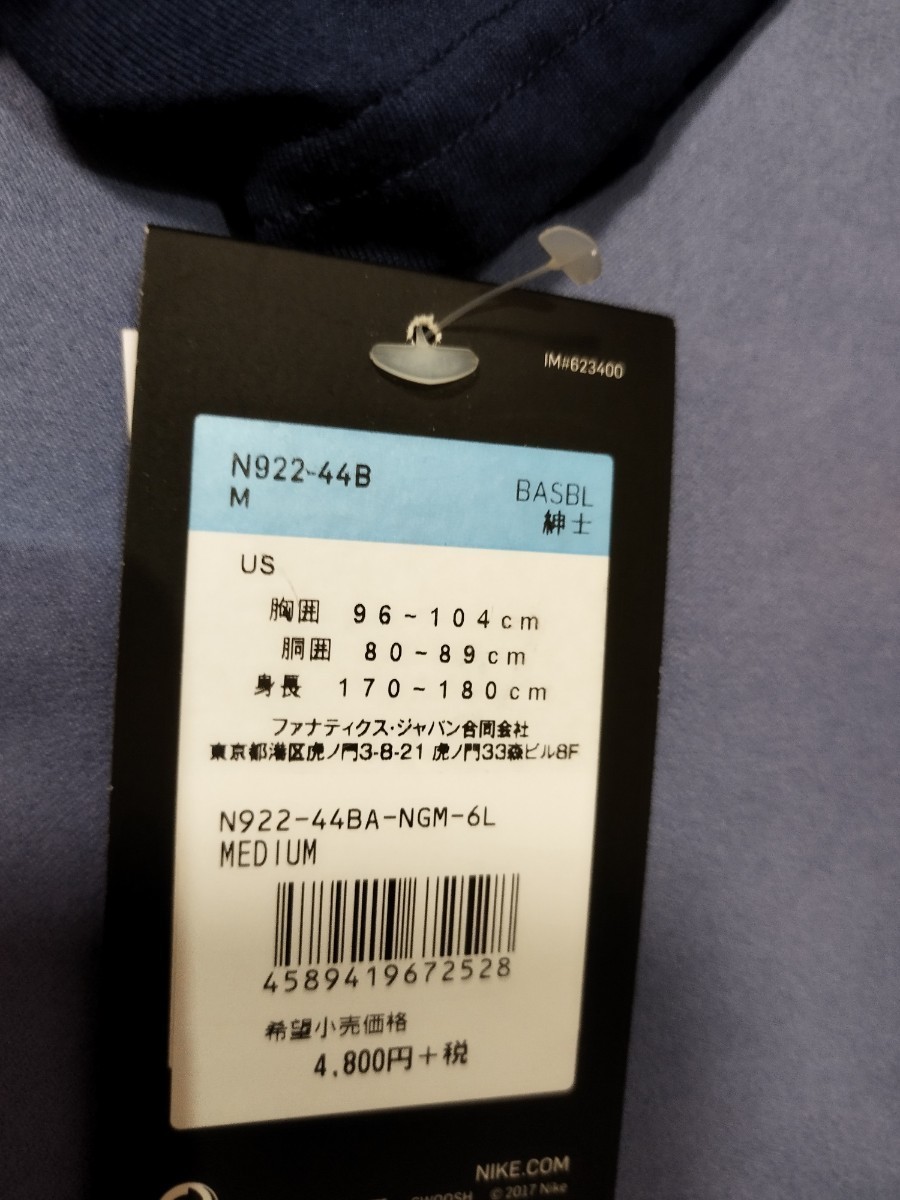 IM#623400
N922-44B
M
BASBL
紳士
US
胸囲 96~104cm
胴囲 80~89cm
身長 170~180cm
ファナティクス・ジャパン合同会社
東京都港区虎ノ門3-8-21 虎ノ門33森ビル8F
N922-44BA-NGM-6L
MEDIUM
4589419672528
希望小売価格
4,800円+税
NIKE.COM
SWOOSH © 2017 Nike